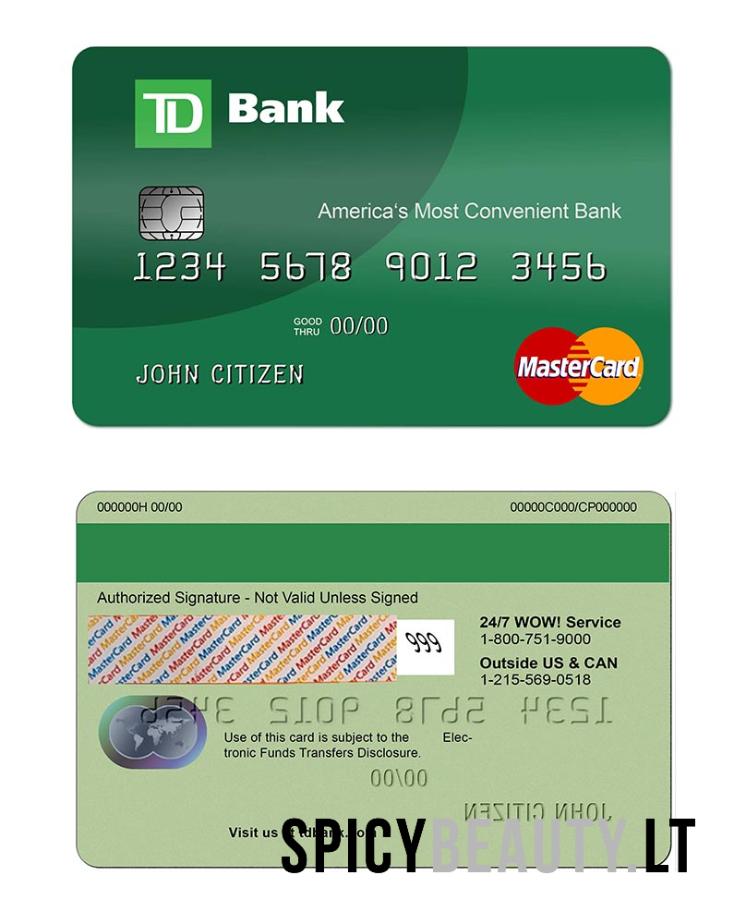 TD Bank
America's Most Convenient Bank
1234 5678 9012 3456
GOOD THRU 00/00
JOHN CITIZEN
MasterCard
000000H 00/00 00000C000/CP000000
Authorized Signature - Not Valid Unless Signed
MasterCard MasterCard MasterCard
999
24/7 WOW! Service
1-800-751-9000
Outside US & CAN
1-215-569-0518
1234 5678 9012 3456
Use of this card is subject to the Elec-
tronic Funds Transfers Disclosure.
00/00
JOHN CITIZEN
Visit us at tdbank.com
SPICYBEAUTY.LT